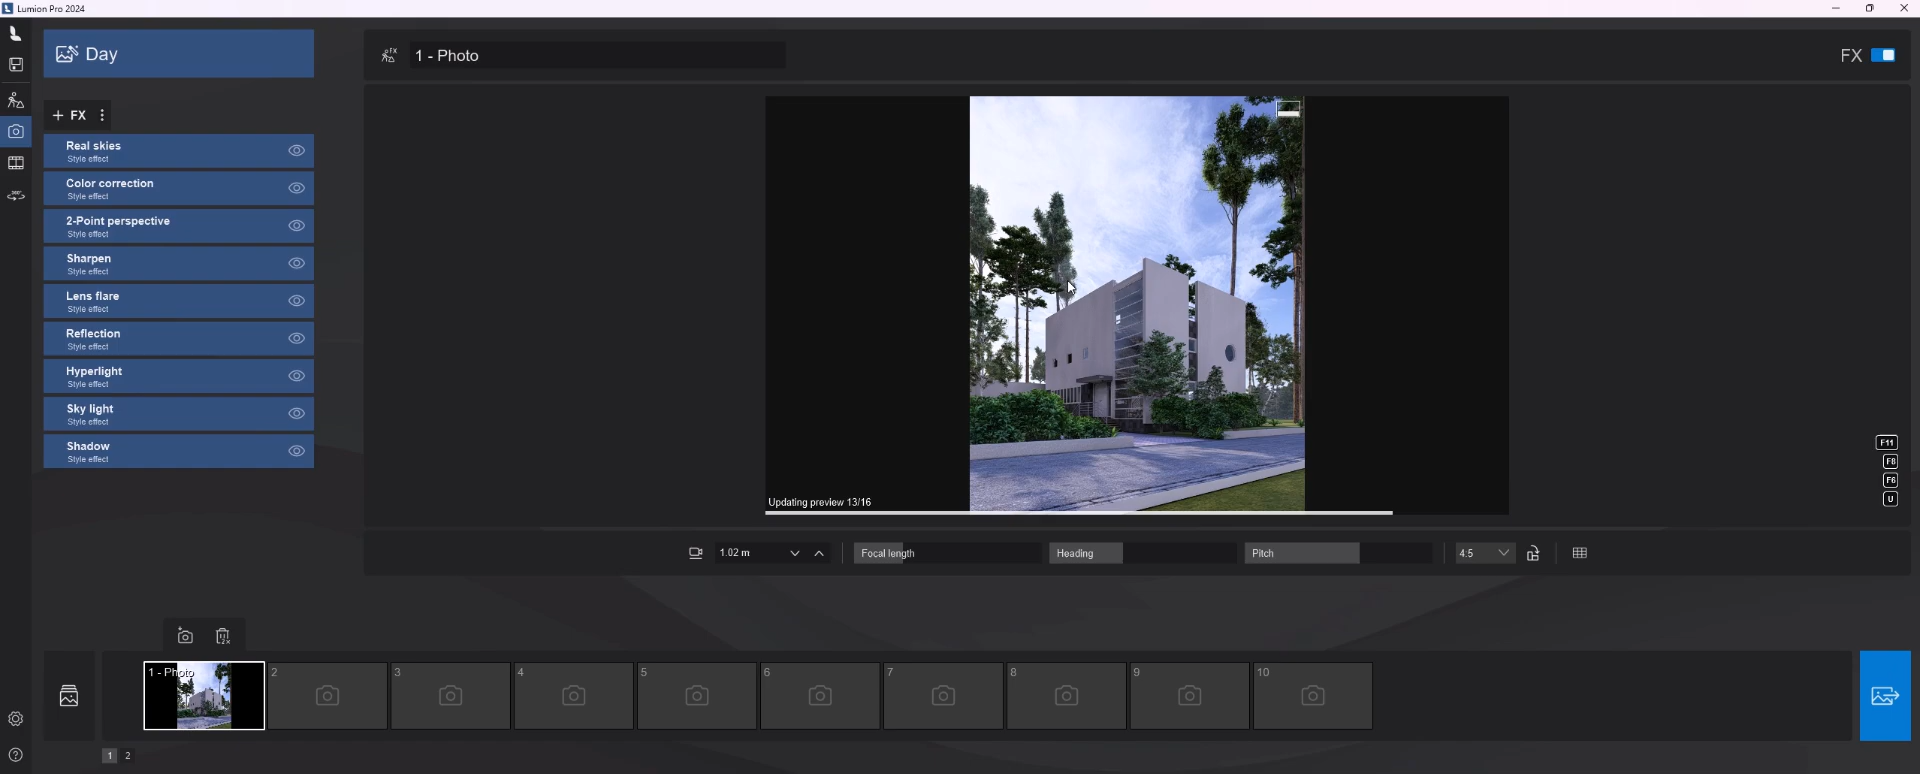 Lumion Pro 2024
Day
FX
1 - Photo
FX
Real skies
Style effect
Color correction
Style effect
2-Point perspective
Style effect
Sharpen
Style effect
Lens flare
Style effect
Reflection
Style effect
Hyperlight
Style effect
Sky light
Style effect
Shadow
Style effect
+ FX
Updating preview 13/16
F11
F8
F6
U
1.02 m
Focal length
Heading
Pitch
4:5
1 - Photo
2
3
4
5
6
7
8
9
10
1
2
360°